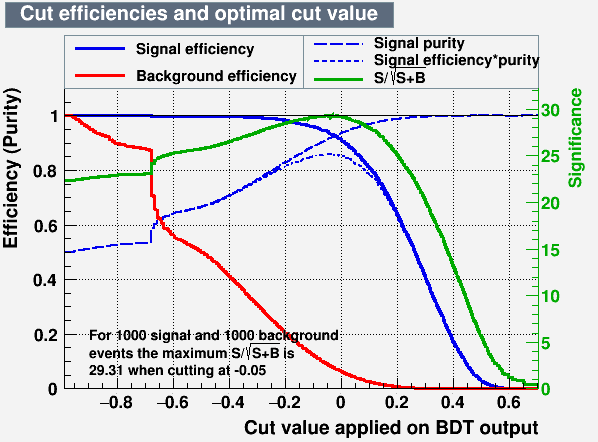 Cut efficiencies and optimal cut value
Signal efficiency
Background efficiency
Signal purity
Signal efficiency*purity
S/√S+B
Efficiency (Purity)
1
0.8
0.6
0.4
0.2
0
30
25
20
15
10
5
0
Significance
For 1000 signal and 1000 background
events the maximum S/√S+B is
29.31 when cutting at -0.05
−0.8 −0.6 −0.4 −0.2 0 0.2 0.4 0.6
Cut value applied on BDT output